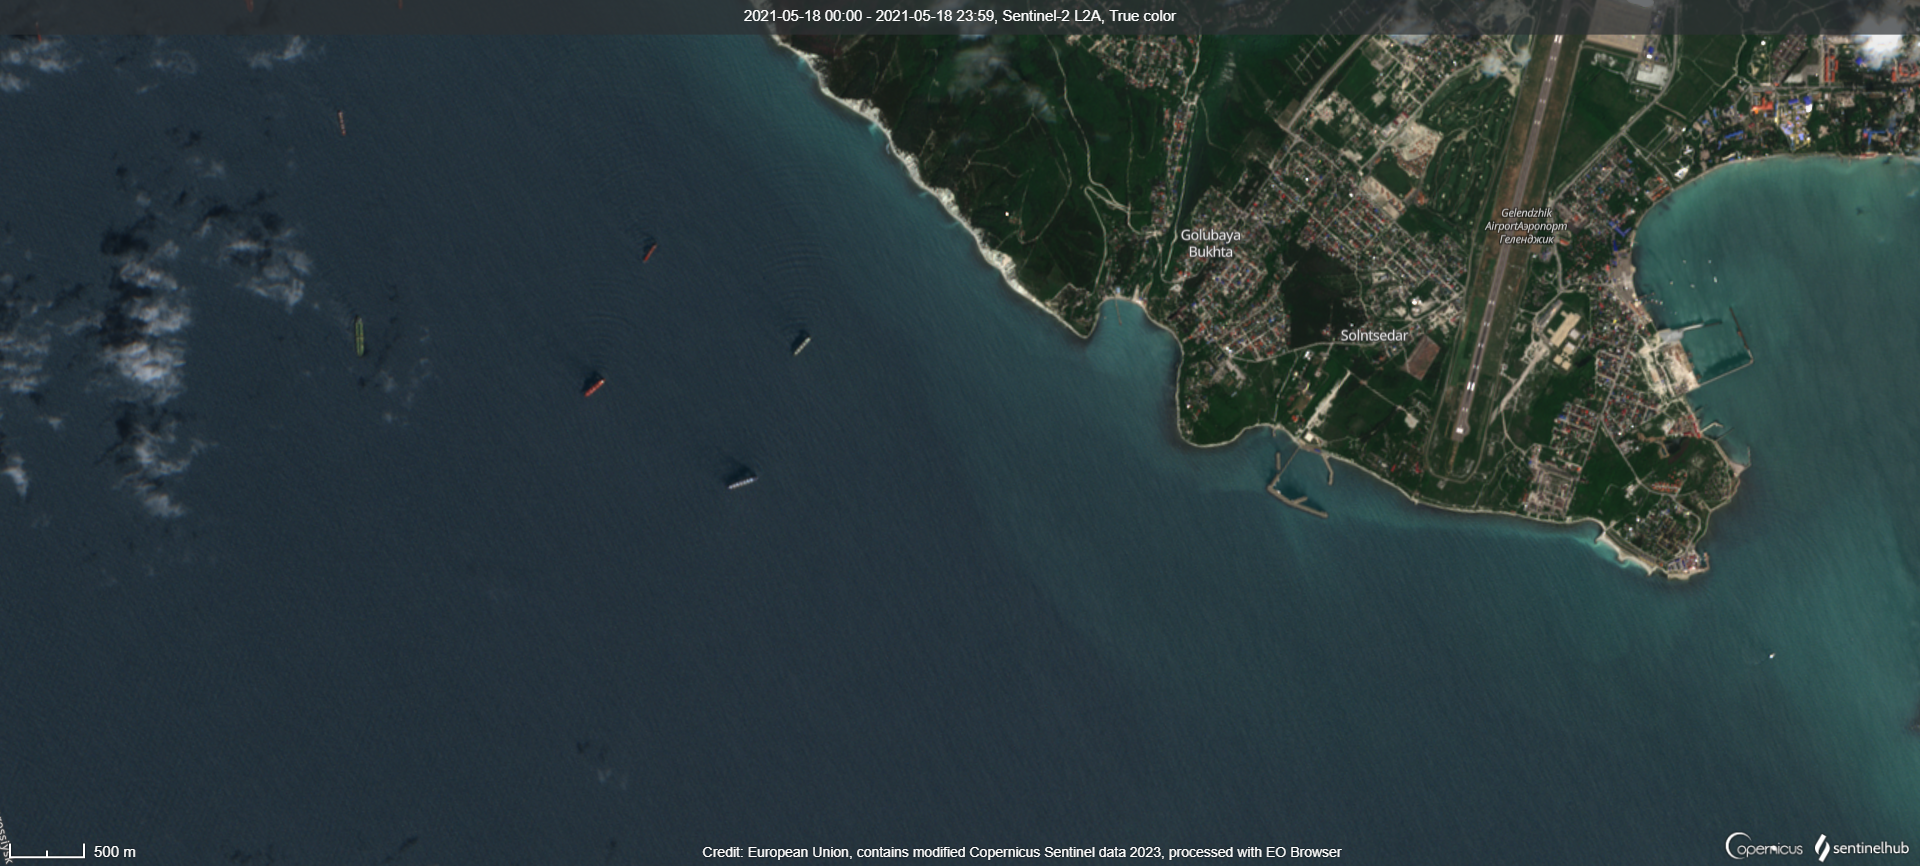 2021-05-18 00:00 - 2021-05-18 23:59, Sentinel-2 L2A, True color
Gelendzhik
AirportАэропорт
Геленджик
Golubaya
Bukhta
Solntsedar
500 m
Credit: European Union, contains modified Copernicus Sentinel data 2023, processed with EO Browser
Copernicus
sentinelhub